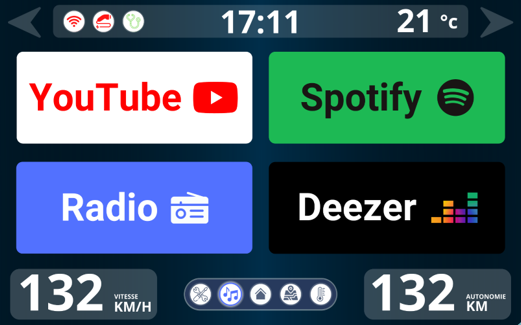 17:11
21 °c
YouTube
Spotify
Radio
Deezer
132 VITESSE KM/H
132 AUTONOMIE KM